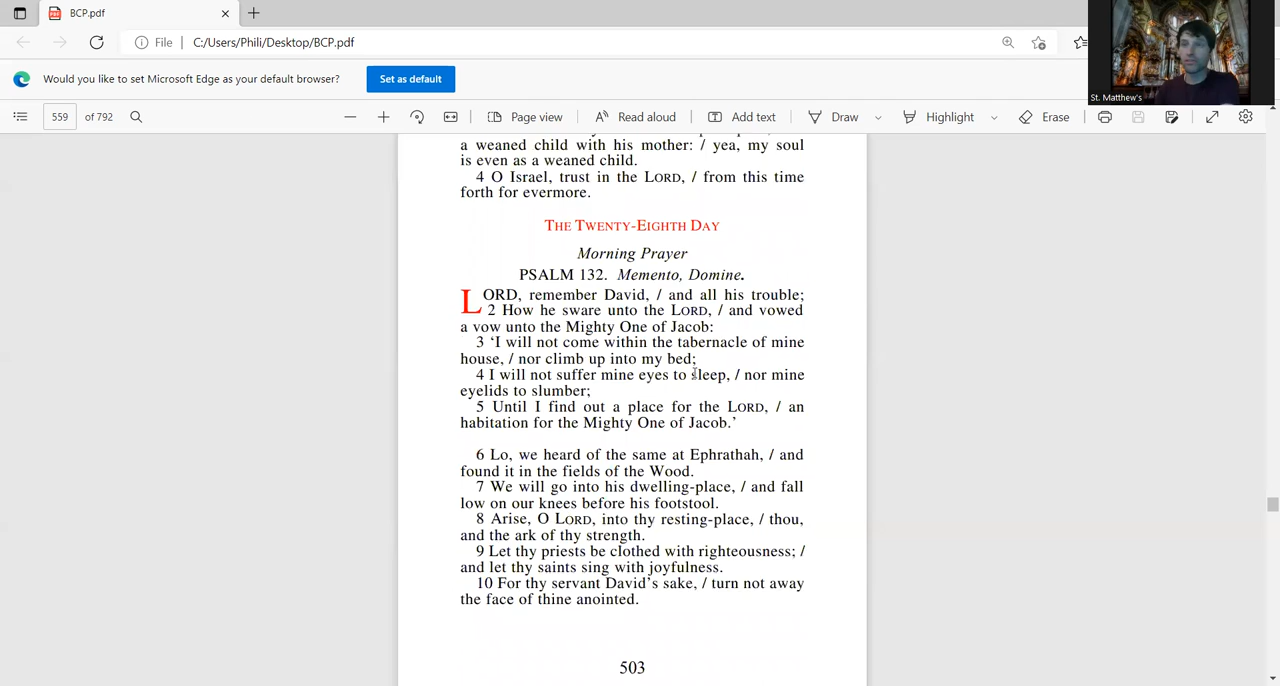 BCP.pdf
File | C:/Users/Phili/Desktop/BCP.pdf
Would you like to set Microsoft Edge as your default browser? Set as default
St. Matthew's
559 of 792 Page view Read aloud Add text Draw Highlight Erase
a weaned child with his mother: / yea, my soul
is even as a weaned child.
4 O Israel, trust in the LORD, / from this time
forth for evermore.
THE TWENTY-EIGHTH DAY
Morning Prayer
PSALM 132. Memento, Domine.
LORD, remember David, / and all his trouble;
2 How he sware unto the LORD, / and vowed
a vow unto the Mighty One of Jacob:
3 ‘I will not come within the tabernacle of mine
house, / nor climb up into my bed;
4 I will not suffer mine eyes to sleep, / nor mine
eyelids to slumber;
5 Until I find out a place for the LORD, / an
habitation for the Mighty One of Jacob.’
6 Lo, we heard of the same at Ephrathah, / and
found it in the fields of the Wood.
7 We will go into his dwelling-place, / and fall
low on our knees before his footstool.
8 Arise, O LORD, into thy resting-place, / thou,
and the ark of thy strength.
9 Let thy priests be clothed with righteousness; /
and let thy saints sing with joyfulness.
10 For thy servant David’s sake, / turn not away
the face of thine anointed.
503